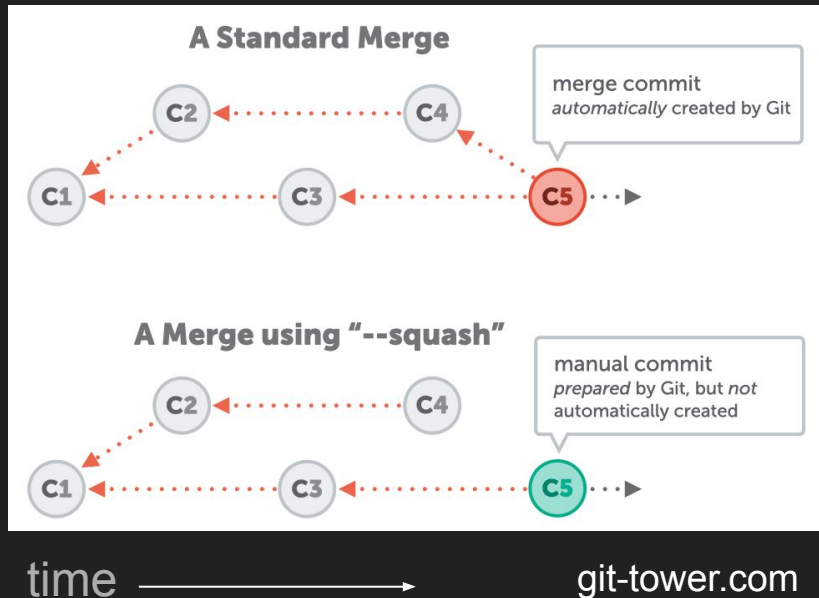 A Standard Merge
merge commit
automatically created by Git
C2
C4
C1
C3
C5
A Merge using “--squash”
manual commit
prepared by Git, but not
automatically created
C2
C4
C1
C3
C5
time
git-tower.com